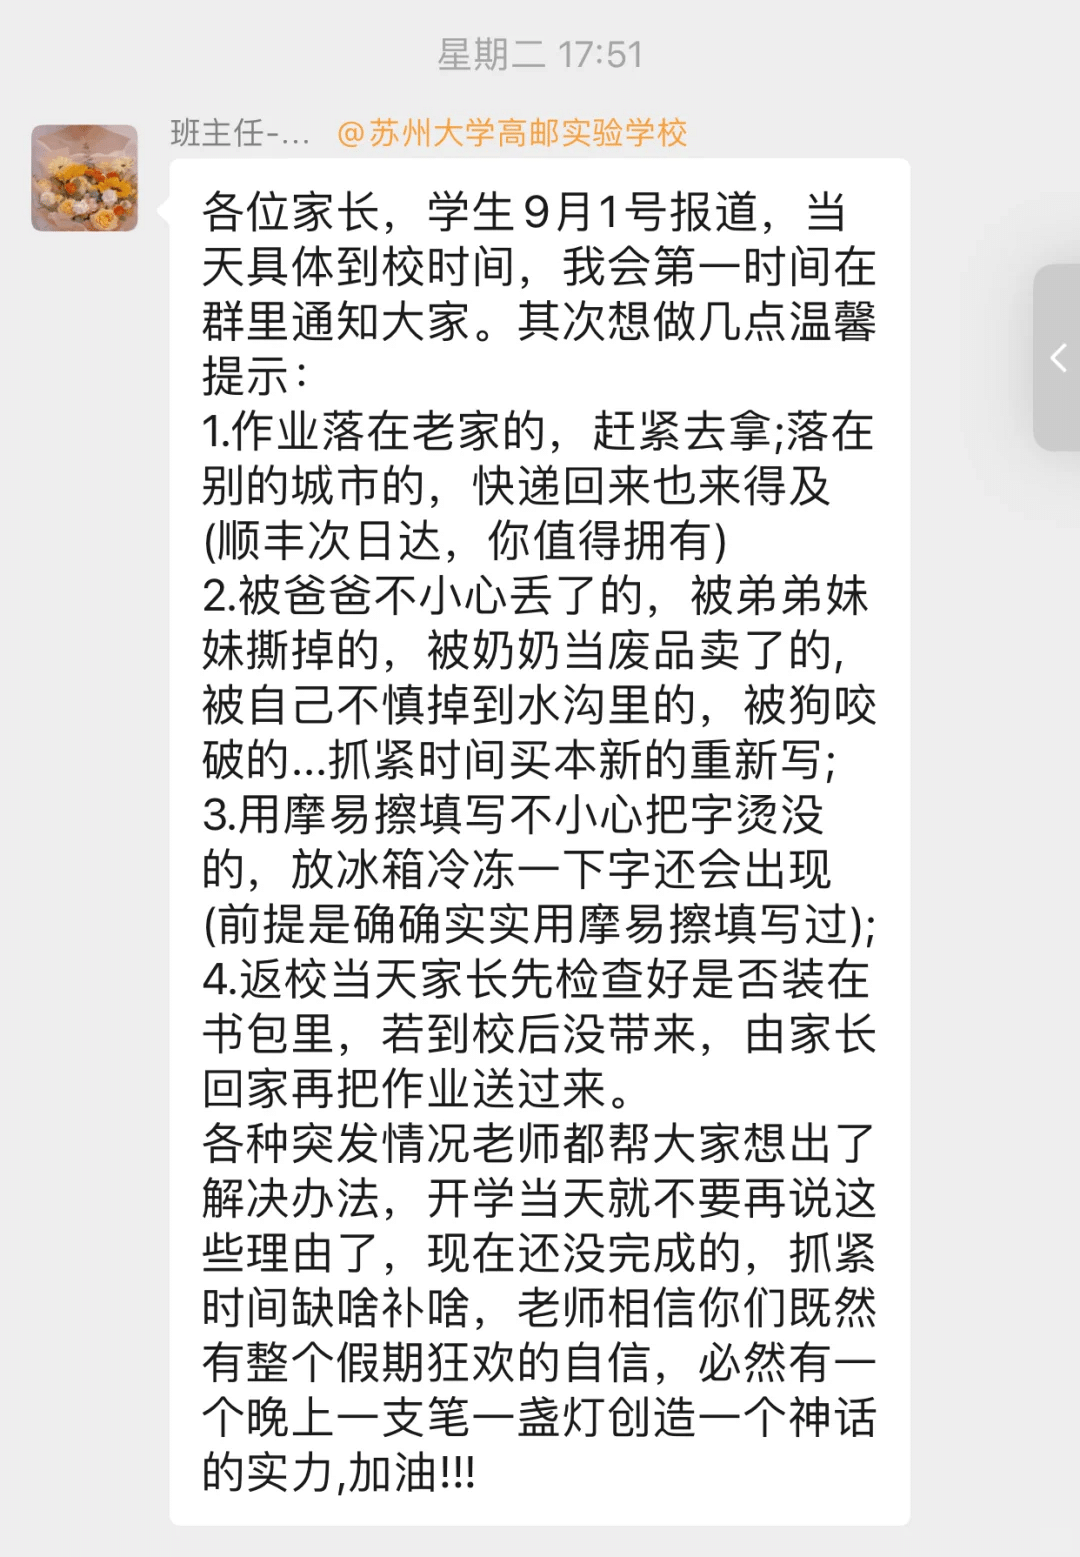 星期二 17:51
班主任-... @苏州大学高邮实验学校
各位家长，学生9月1号报道，当
天具体到校时间，我会第一时间在
群里通知大家。其次想做几点温馨
提示：
1.作业落在老家的，赶紧去拿;落在
别的城市的，快递回来也来得及
(顺丰次日达，你值得拥有)
2.被爸爸不小心丢了的，被弟弟妹
妹撕掉的，被奶奶当废品卖了的,
被自己不慎掉到水沟里的，被狗咬
破的...抓紧时间买本新的重新写;
3.用摩易擦填写不小心把字烫没
的，放冰箱冷冻一下字还会出现
(前提是确确实实用摩易擦填写过);
4.返校当天家长先检查好是否装在
书包里，若到校后没带来，由家长
回家再把作业送过来。
各种突发情况老师都帮大家想出了
解决办法，开学当天就不要再说这
些理由了，现在还没完成的，抓紧
时间缺啥补啥，老师相信你们既然
有整个假期狂欢的自信，必然有一
个晚上一支笔一盏灯创造一个神话
的实力,加油!!!